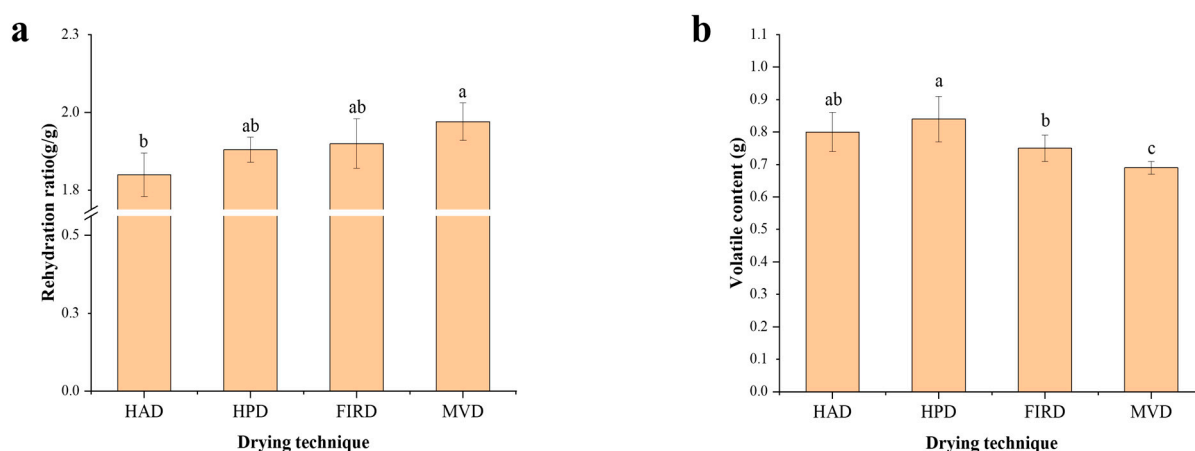 a
2.3
2.0
1.8
0.5
0.3
0.0
Rehydration ratio(g/g)
b
ab
ab
a
HAD HPD FIRD MVD
Drying technique
b
1.1
1.0
0.9
0.8
0.7
0.6
0.5
0.4
0.3
0.2
0.1
0.0
Volatile content (g)
ab
a
b
c
HAD HPD FIRD MVD
Drying technique